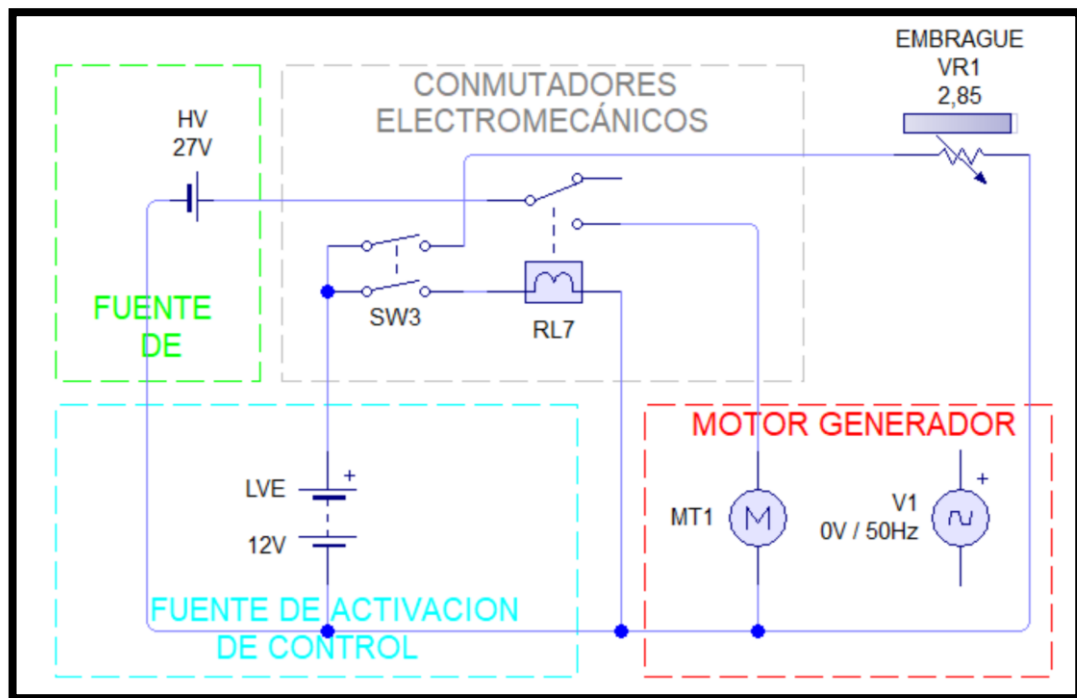 EMBRAGUE
VR1
2,85
CONMUTADORES
ELECTROMECÁNICOS
HV
27V
FUENTE
DE
SW3
RL7
MOTOR GENERADOR
LVE
+
12V
MT1
M
V1
0V / 50Hz
+
FUENTE DE ACTIVACION
DE CONTROL